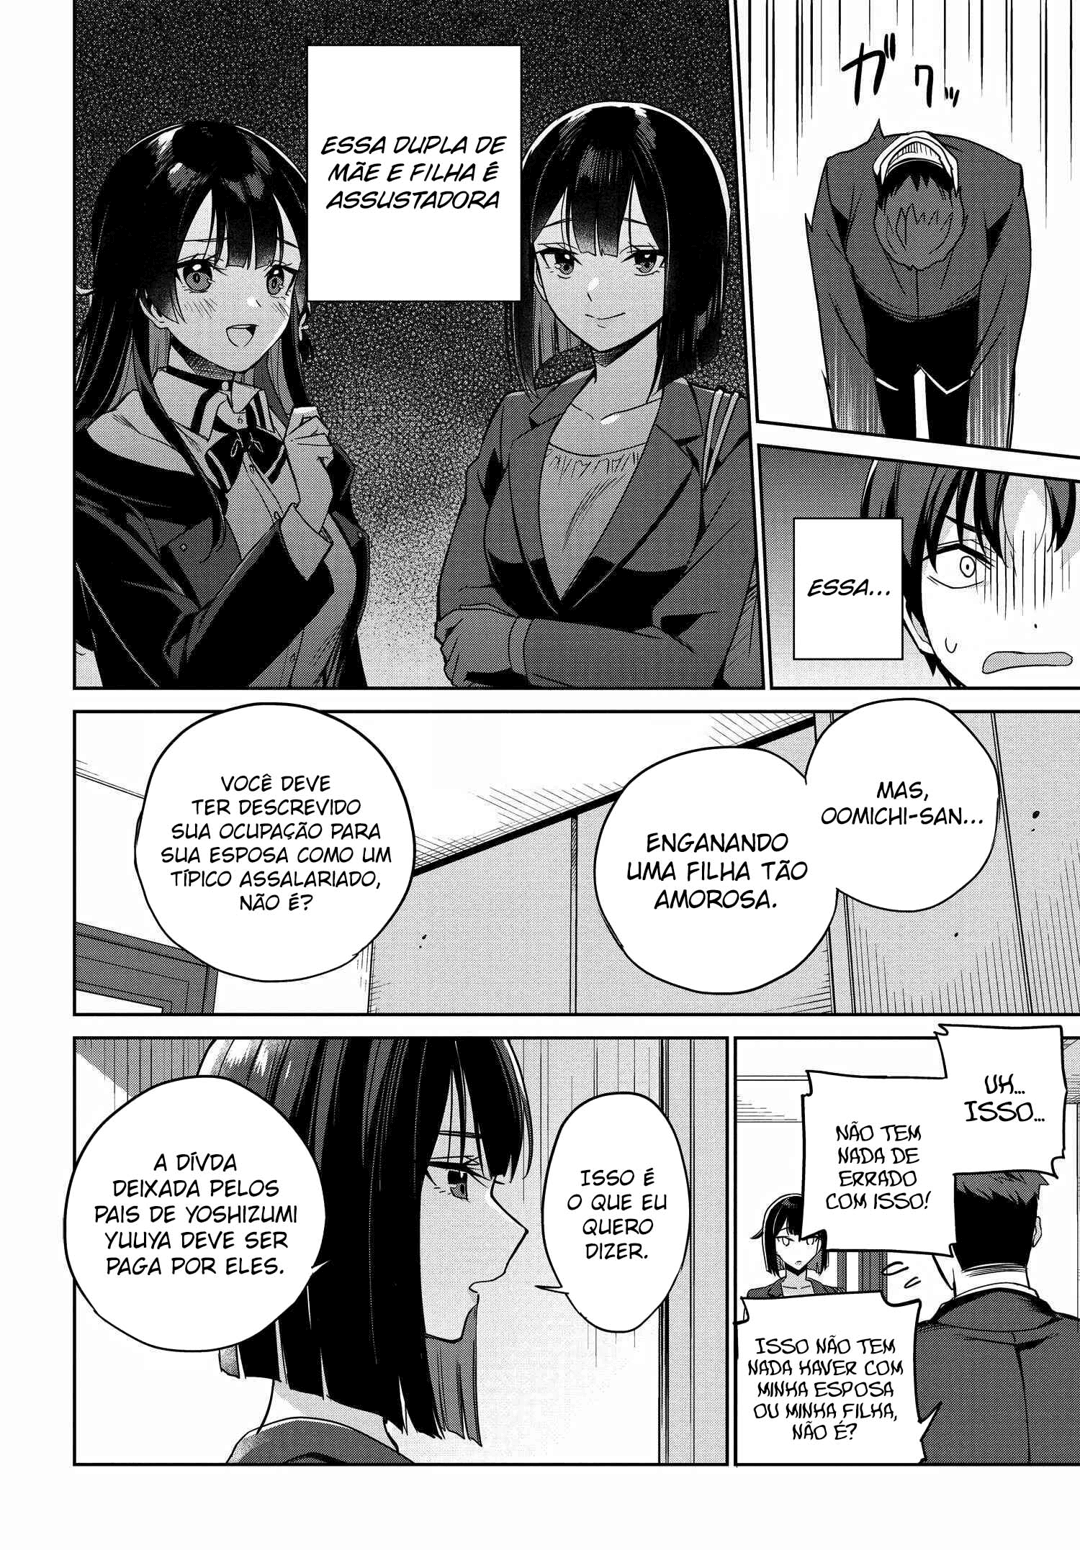 ガクッ
ESSA...
ESSA DUPLA DE
MÃE E FILHA É
ASSUSTADORA
MAS,
OOMICHI-SAN...
ENGANANDO
UMA FILHA TÃO
AMOROSA.
VOCÊ DEVE
TER DESCREVIDO
SUA OCUPAÇÃO PARA
SUA ESPOSA COMO UM
TÍPICO ASSALARIADO,
NÃO É?
UH...
ISSO...
NÃO TEM
NADA DE
ERRADO
COM ISSO!
ISSO NÃO TEM
NADA HAVER COM
MINHA ESPOSA
OU MINHA FILHA,
NÃO É?
ISSO É
O QUE EU
QUERO
DIZER.
A DÍVDA
DEIXADA PELOS
PAIS DE YOSHIZUMI
YUUYA DEVE SER
PAGA POR ELES.